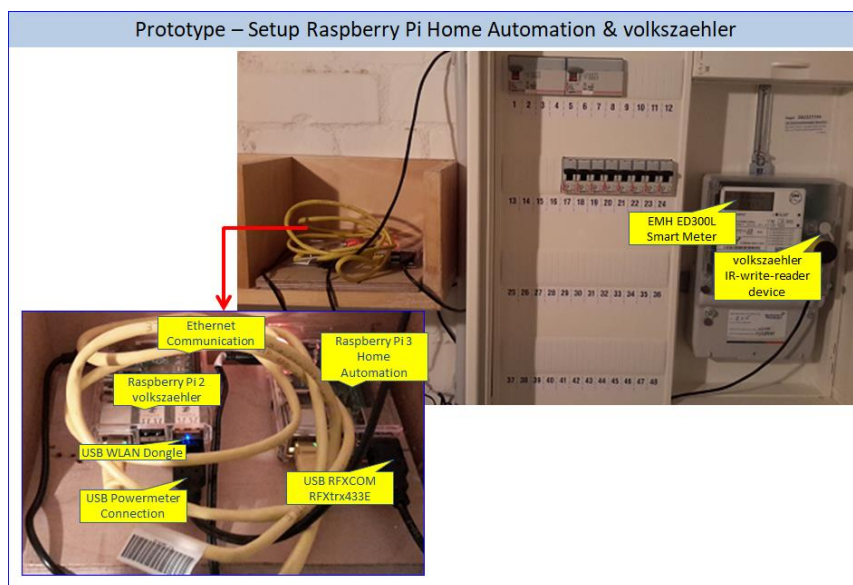 Prototype – Setup Raspberry Pi Home Automation & volkszaehler
1 2 3 4 5 6 7 8 9 10 11 12
13 14 15 16 17 18 19 20 21 22 23 24
EMH ED300L
Smart Meter
volkszaehler
IR-write-reader
device
25 26 27 28 29 30 31 32 33 34 35 36
Ethernet
Communication
Raspberry Pi 3
Home
Automation
Raspberry Pi 2
volkszaehler
37 38 39 40 41 42 43 44 45 46 47 48
USB WLAN Dongle
USB RFXCOM
RFXtrx433E
USB Powermeter
Connection